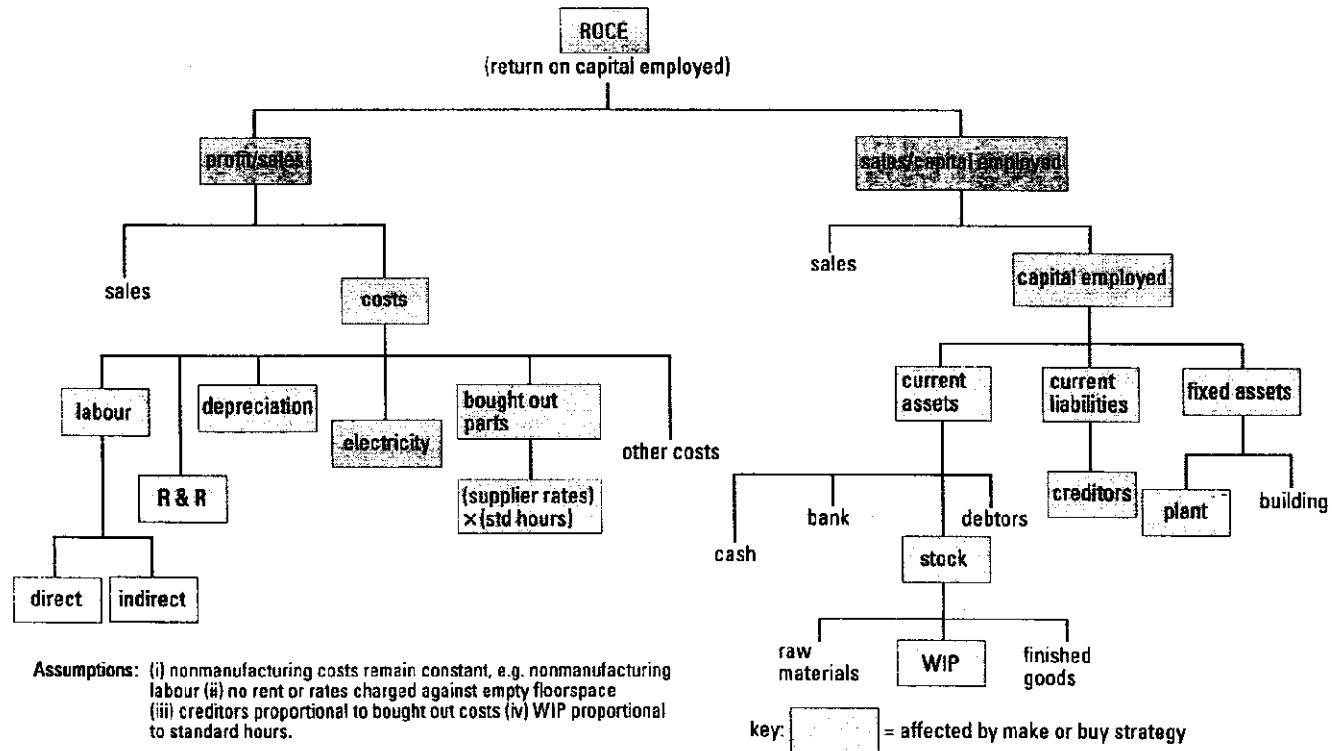 ROCE
(return on capital employed)
profit/sales
sales/capital employed
sales
costs
sales
capital employed
labour
depreciation
electricity
bought out
parts
other costs
current
assets
current
liabilities
fixed assets
R & R
(supplier rates)
×(std hours)
cash
bank
debtors
creditors
plant
building
stock
direct
indirect
raw
materials
WIP
finished
goods
Assumptions: (i) nonmanufacturing costs remain constant, e.g. nonmanufacturing
labour (ii) no rent or rates charged against empty floorspace
(iii) creditors proportional to bought out costs (iv) WIP proportional
to standard hours.
key: = affected by make or buy strategy